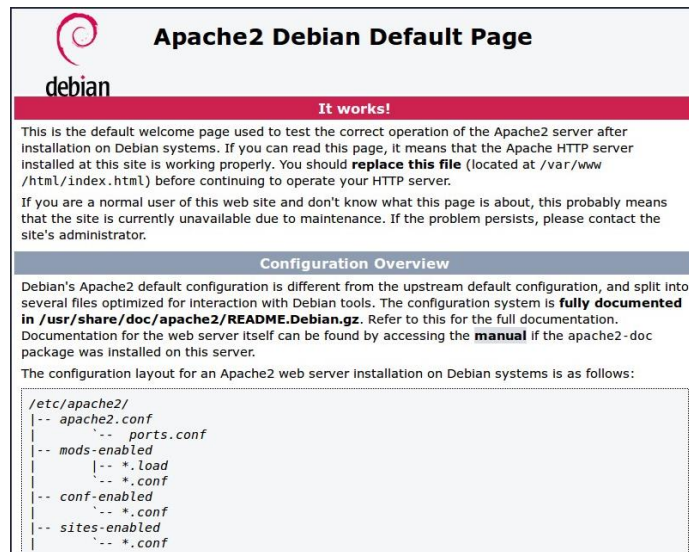 debian
Apache2 Debian Default Page
It works!
This is the default welcome page used to test the correct operation of the Apache2 server after
installation on Debian systems. If you can read this page, it means that the Apache HTTP server
installed at this site is working properly. You should replace this file (located at /var/www
/html/index.html) before continuing to operate your HTTP server.
If you are a normal user of this web site and don't know what this page is about, this probably means
that the site is currently unavailable due to maintenance. If the problem persists, please contact the
site's administrator.
Configuration Overview
Debian's Apache2 default configuration is different from the upstream default configuration, and split into
several files optimized for interaction with Debian tools. The configuration system is fully documented
in /usr/share/doc/apache2/README.Debian.gz. Refer to this for the full documentation.
Documentation for the web server itself can be found by accessing the manual if the apache2-doc
package was installed on this server.
The configuration layout for an Apache2 web server installation on Debian systems is as follows:
/etc/apache2/
|-- apache2.conf
|       `--  ports.conf
|-- mods-enabled
|       |-- *.load
|       `-- *.conf
|-- conf-enabled
|       `-- *.conf
|-- sites-enabled
|       `-- *.conf